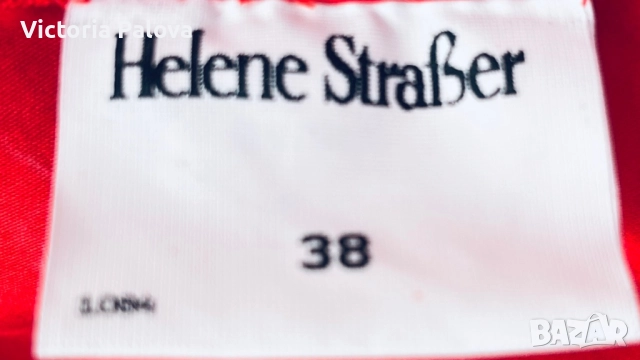 Victoria Palova
Helene Straßer
38
BAZAR